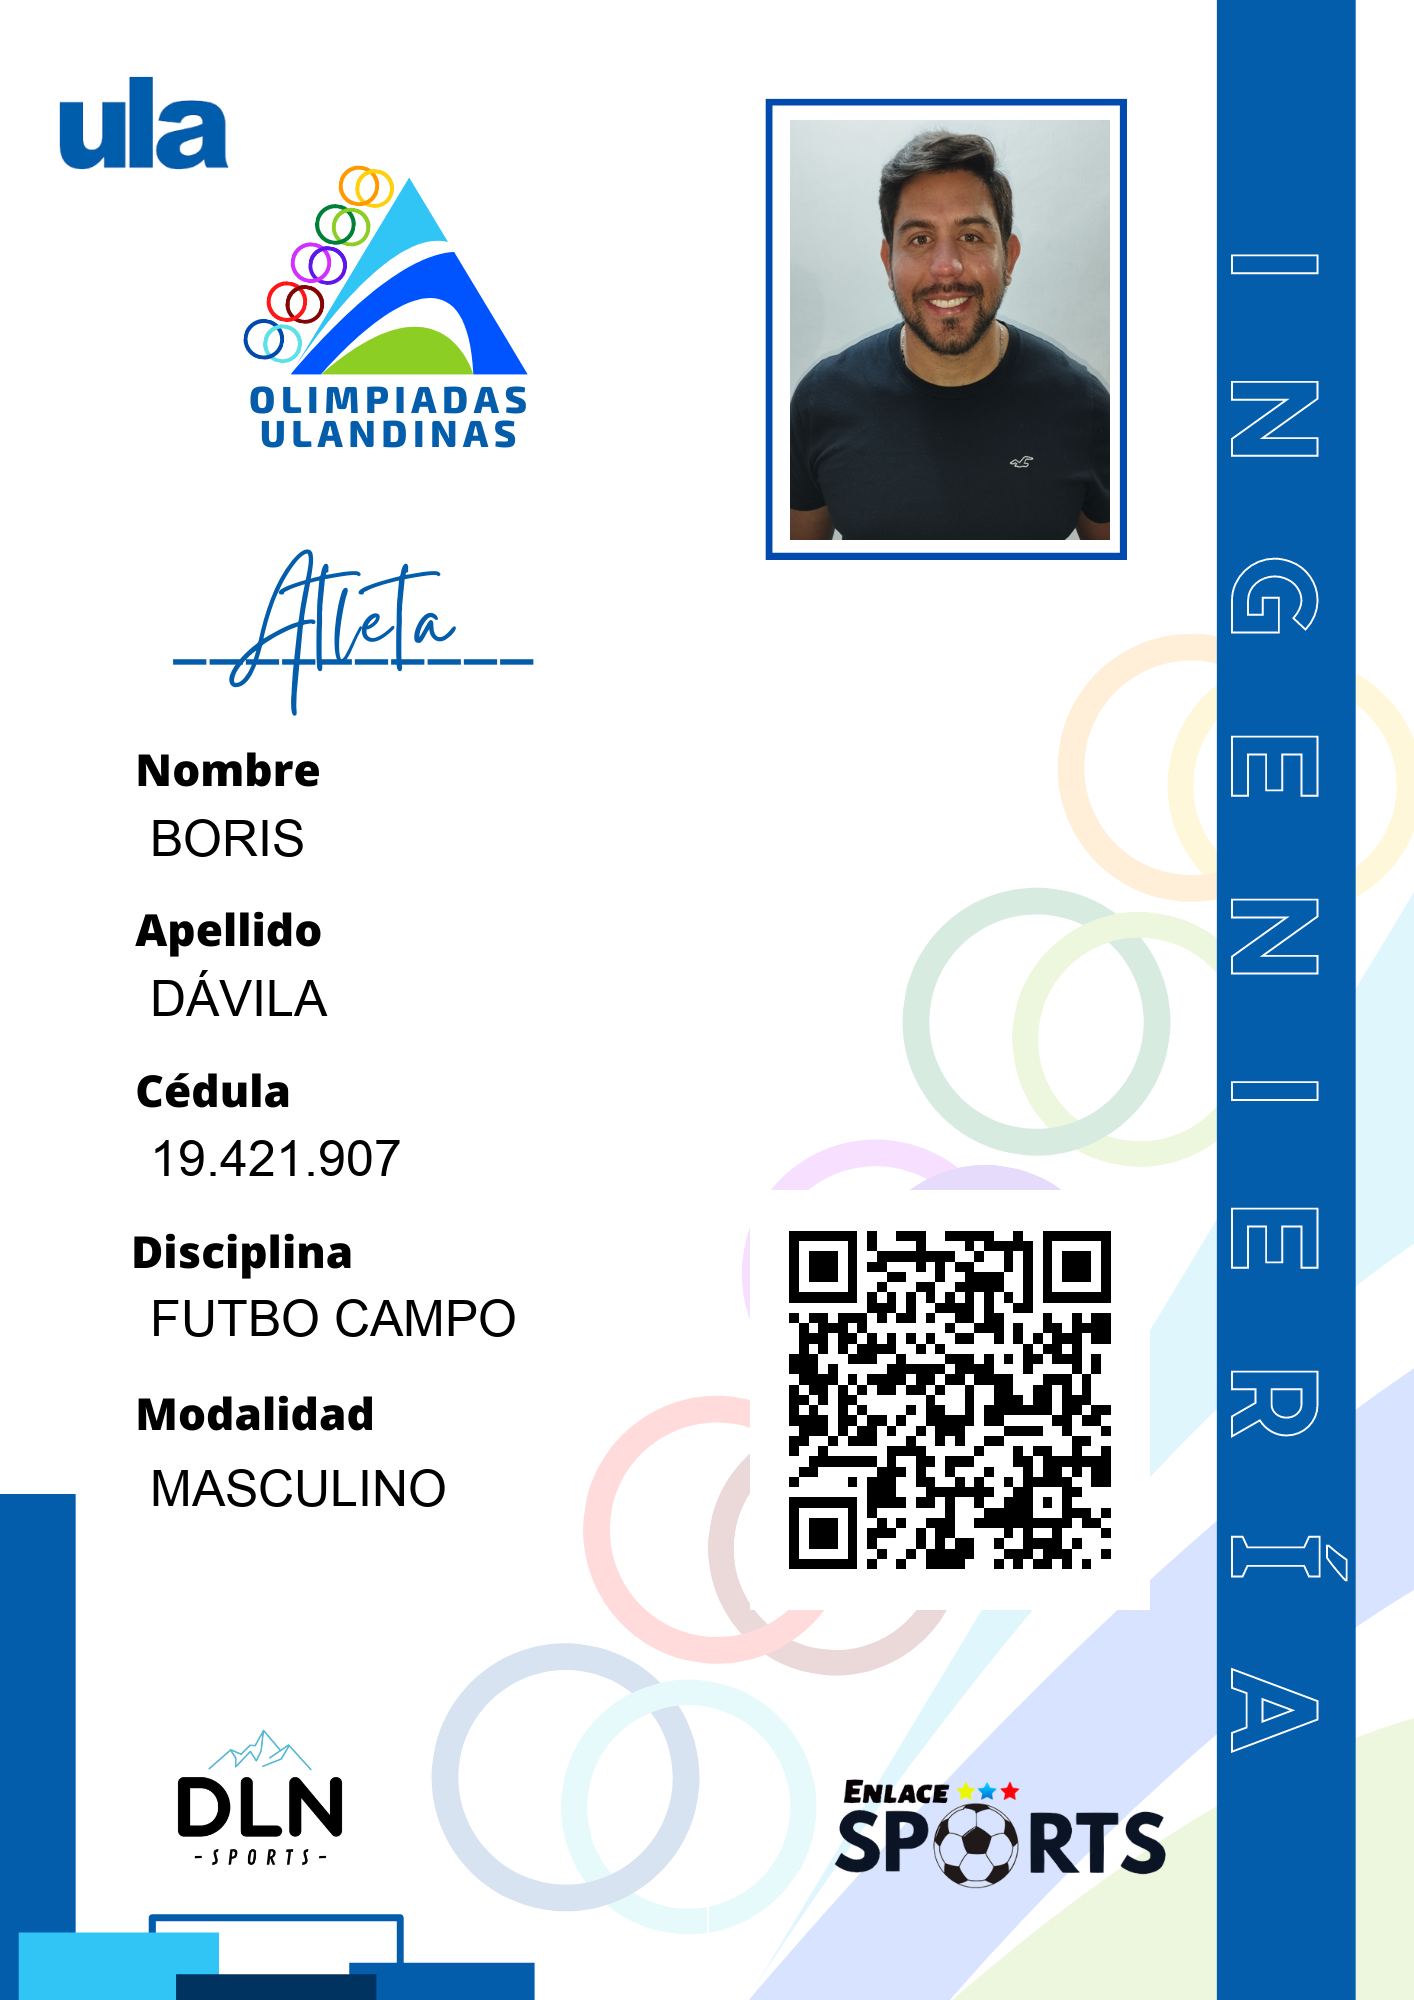 ula
OLIMPIADAS
ULANDINAS
Atleta
Nombre
BORIS
Apellido
DÁVILA
Cédula
19.421.907
Disciplina
FUTBO CAMPO
Modalidad
MASCULINO
DLN
-SPORTS-
ENLACE
SPORTS
INGENIERÍA